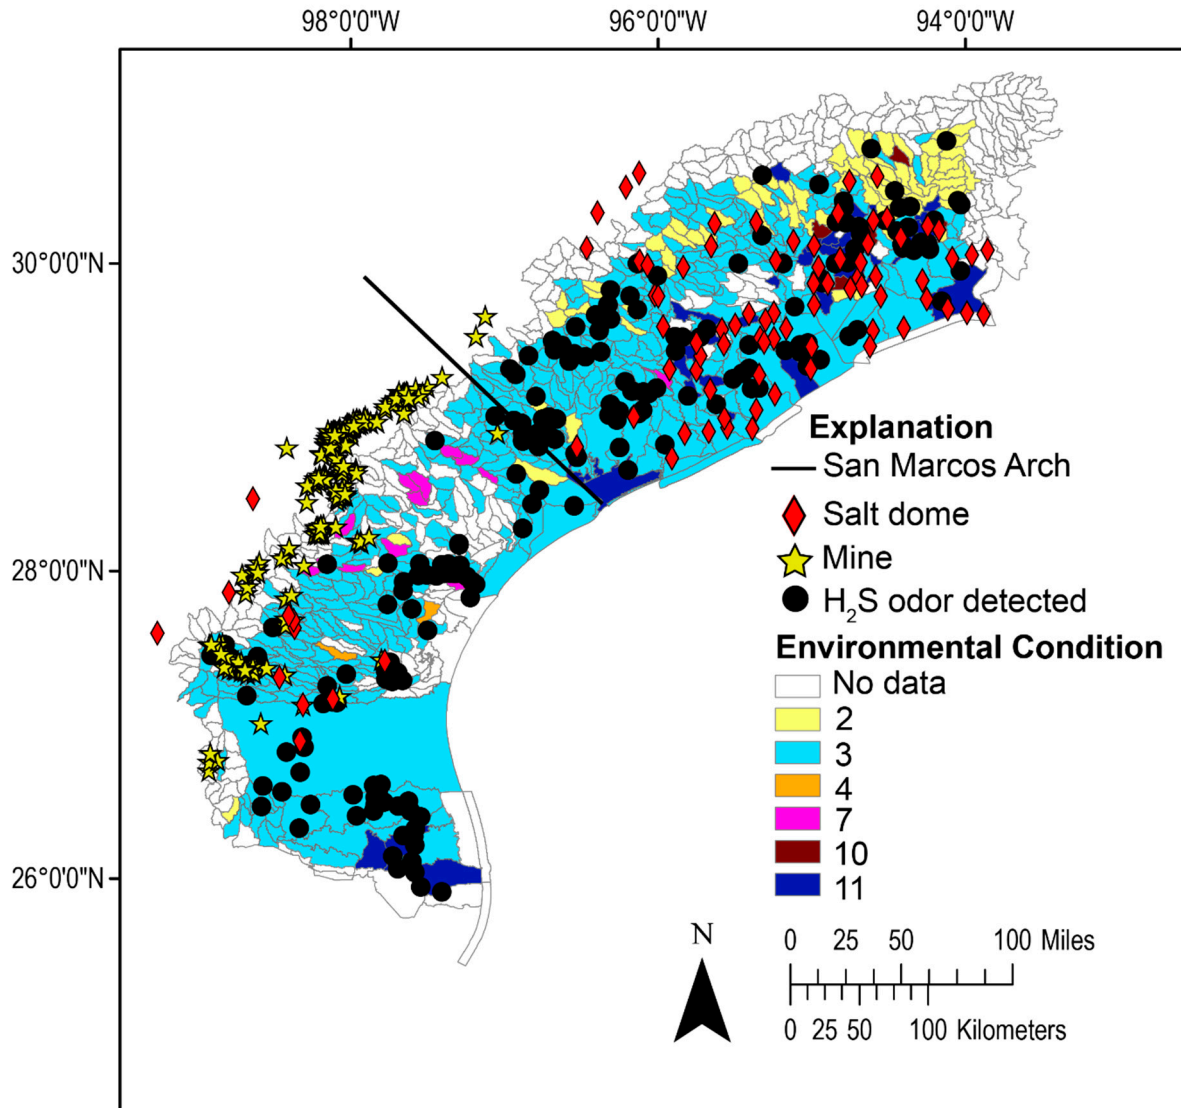 98°0'0"W 96°0'0"W 94°0'0"W
30°0'0"N
28°0'0"N
26°0'0"N
Explanation
San Marcos Arch
Salt dome
Mine
H₂S odor detected
Environmental Condition
No data
2
3
4
7
10
11
N
0 25 50 100 Miles
0 25 50 100 Kilometers